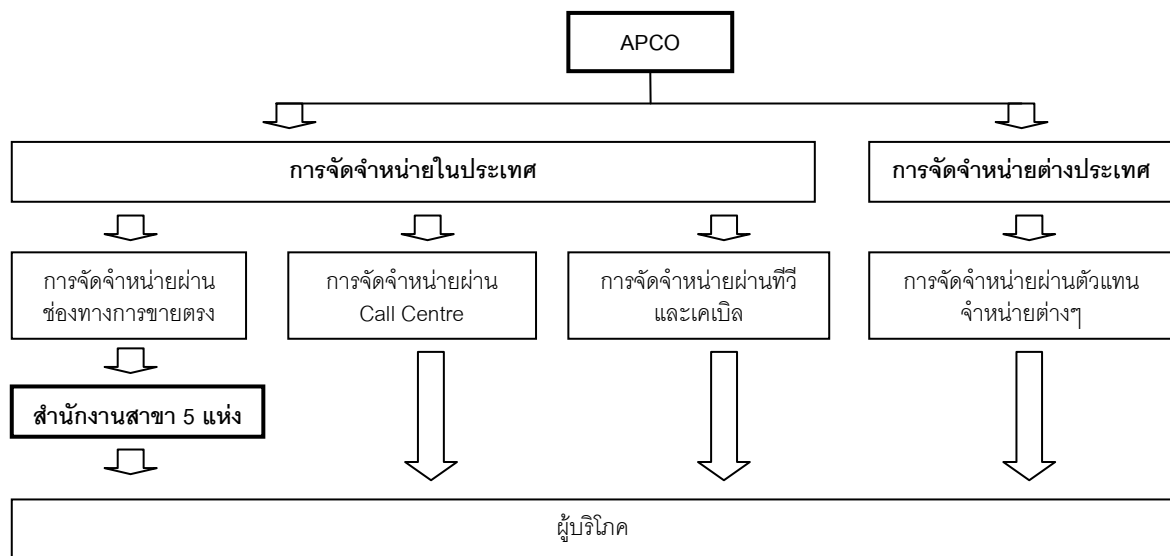 APCO
การจัดจำหน่ายในประเทศ
การจัดจำหน่ายต่างประเทศ
การจัดจำหน่ายผ่าน
ช่องทางการขายตรง
การจัดจำหน่ายผ่าน
Call Centre
การจัดจำหน่ายผ่านทีวี
และเคเบิล
การจัดจำหน่ายผ่านตัวแทน
จำหน่ายต่างๆ
สำนักงานสาขา 5 แห่ง
ผู้บริโภค